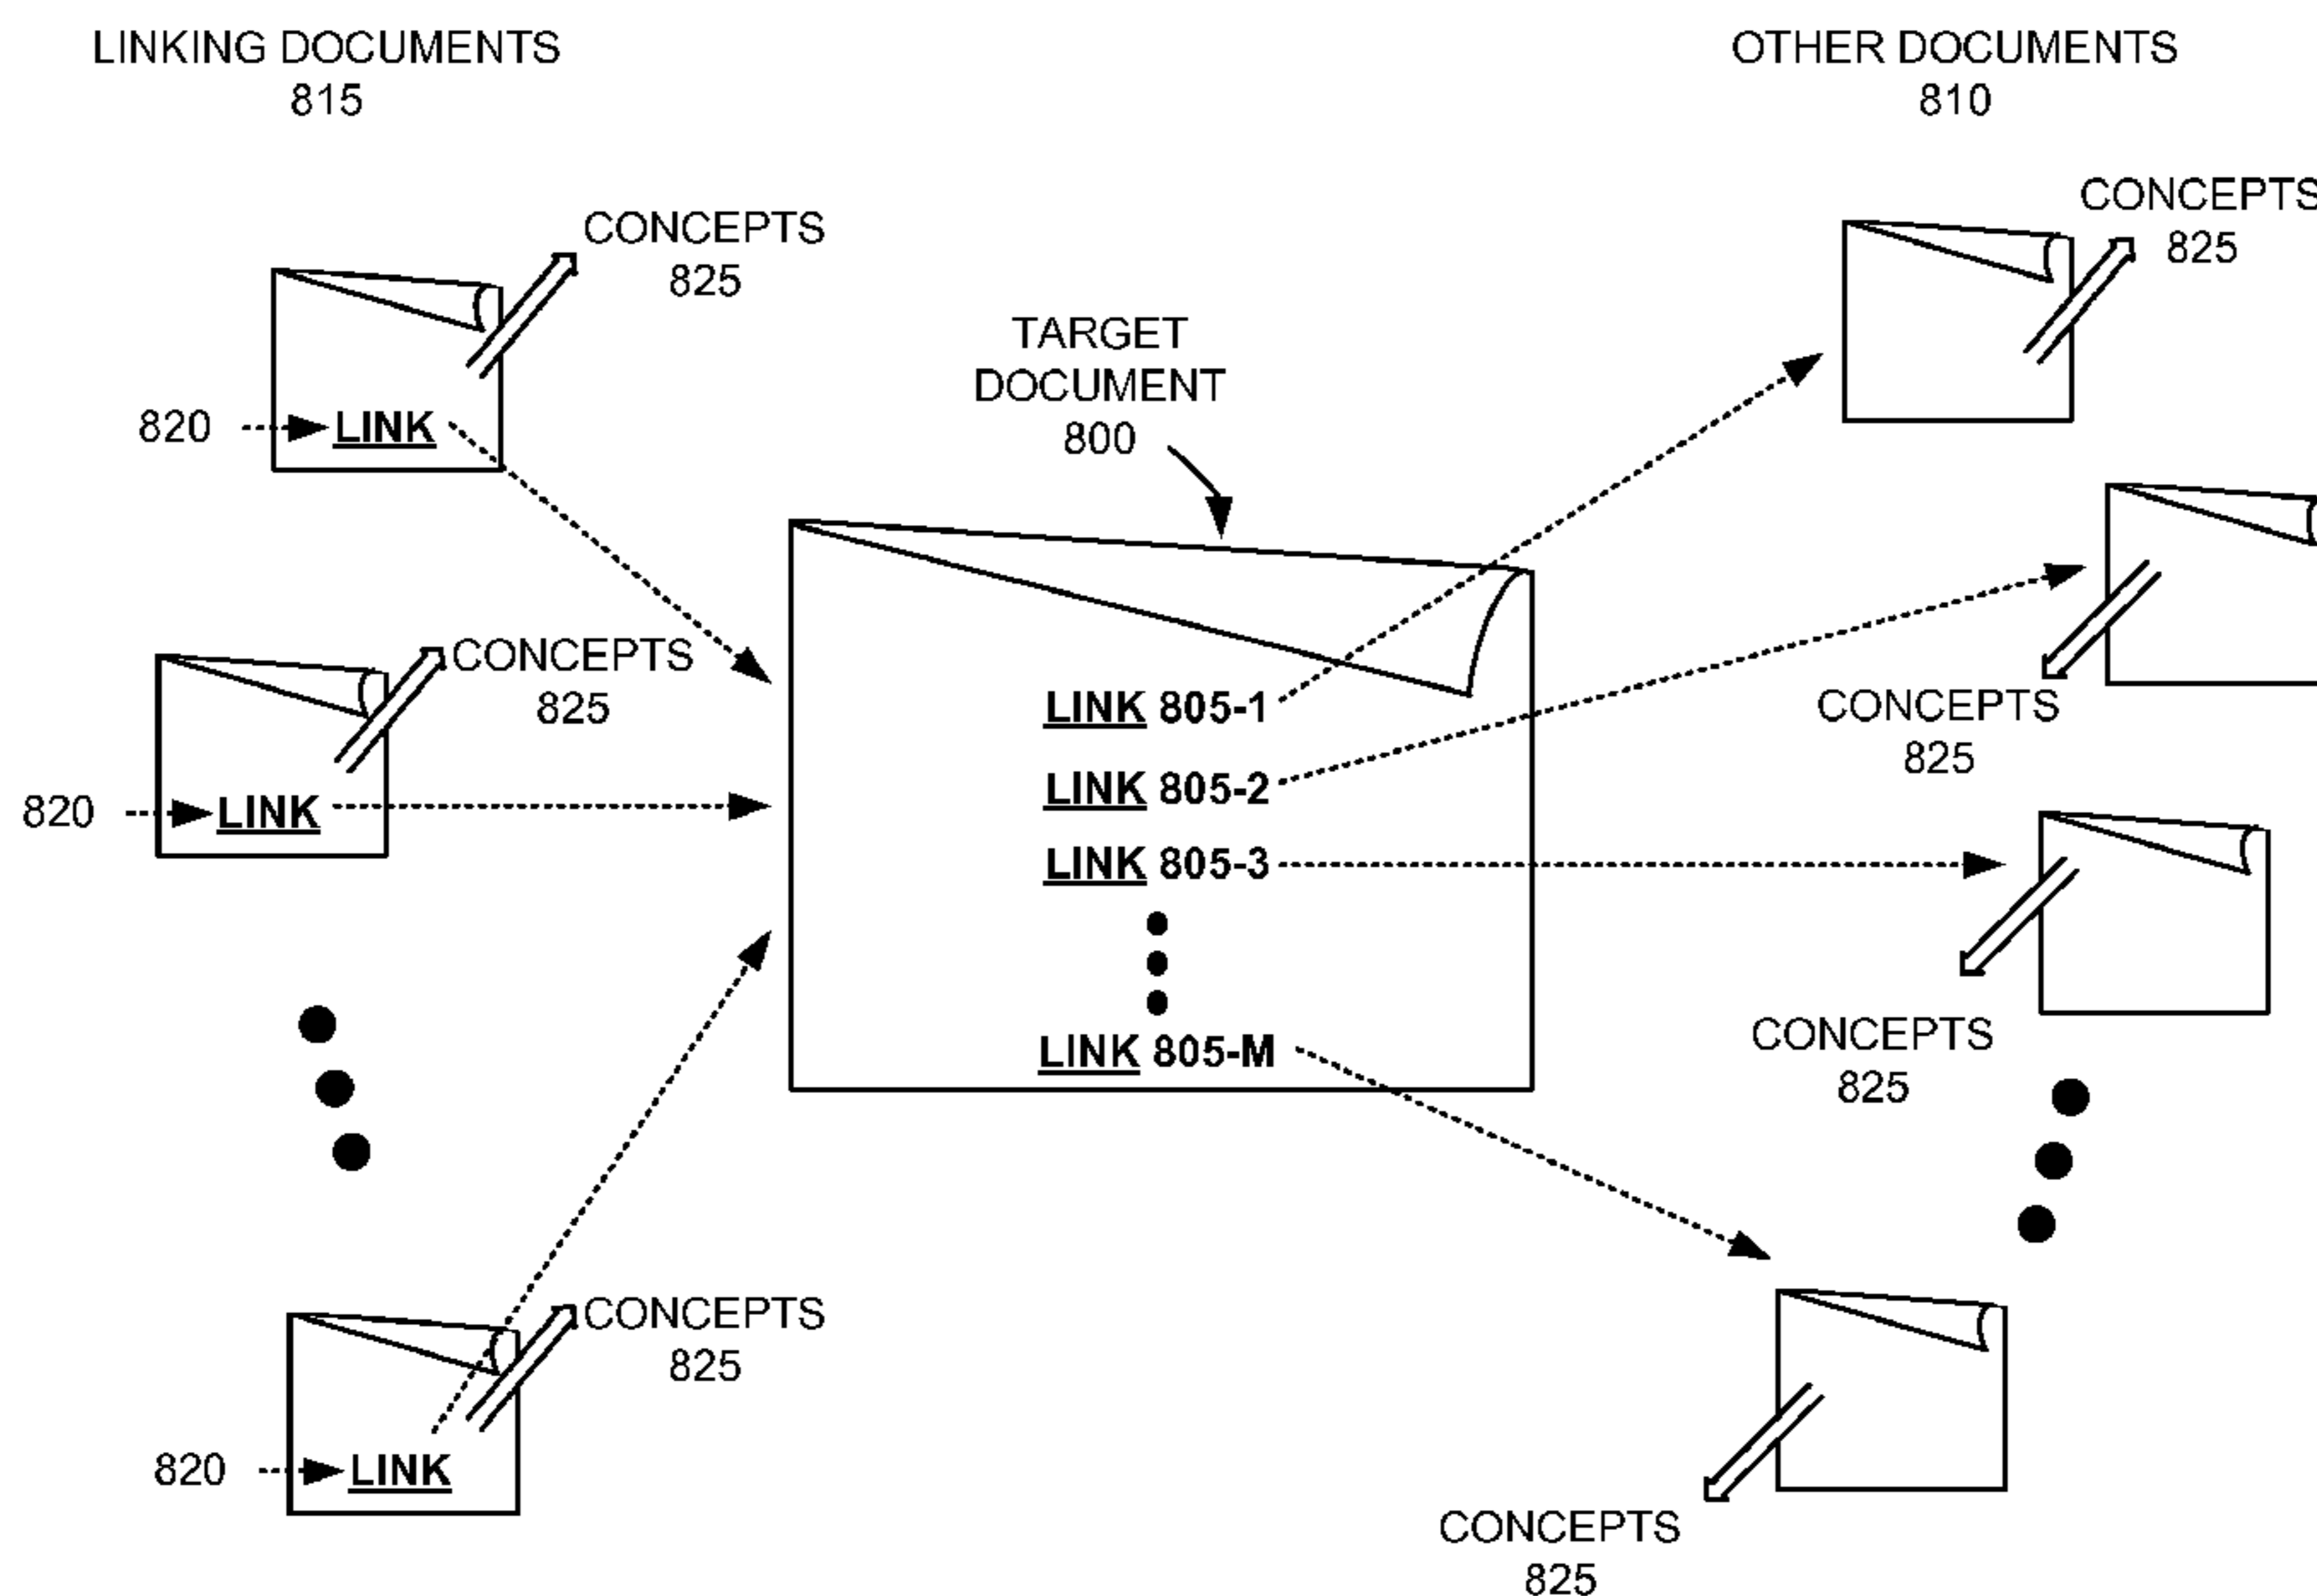 LINKING DOCUMENTS
815
OTHER DOCUMENTS
810
CONCEPTS
825
CONCEPTS
825
TARGET
DOCUMENT
800
820
LINK
CONCEPTS
825
820
LINK
LINK 805-1
LINK 805-2
LINK 805-3
LINK 805-M
CONCEPTS
825
CONCEPTS
825
CONCEPTS
825
820
LINK
CONCEPTS
825